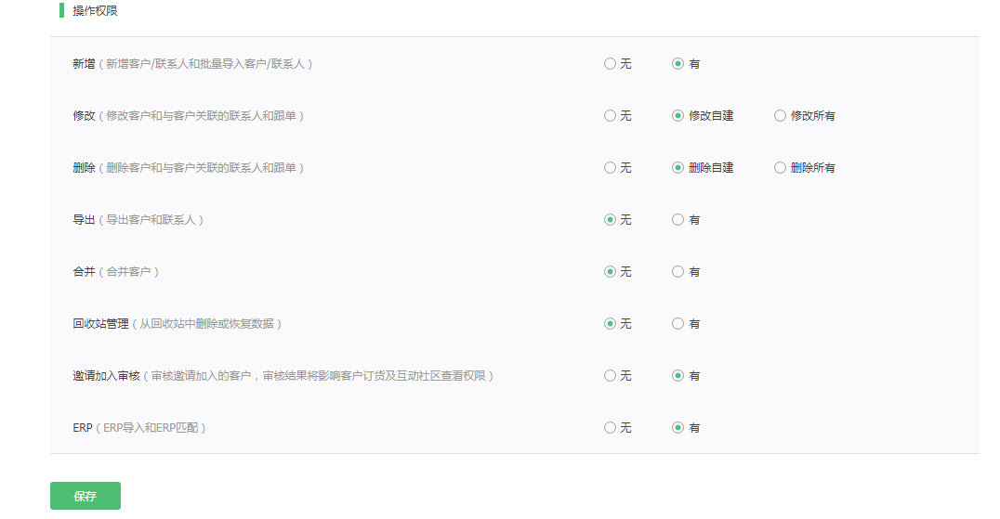 操作权限
新增（新增客户/联系人和批量导入客户/联系人） 无 有
修改（修改客户和与客户关联的联系人和跟单） 无 修改自建 修改所有
删除（删除客户和与客户关联的联系人和跟单） 无 删除自建 删除所有
导出（导出客户和联系人） 无 有
合并（合并客户） 无 有
回收站管理（从回收站中删除或恢复数据） 无 有
邀请加入审核（审核邀请加入的客户，审核结果将影响客户订货及互动社区查看权限） 无 有
ERP（ERP导入和ERP匹配） 无 有
保存